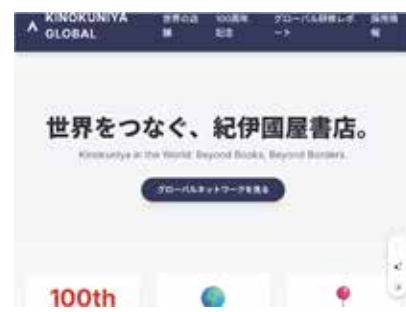 KINOKUNIYA
GLOBAL
世界の店
舗
100周年
記念
グローバル研修レポ
ート
採用情
報
世界をつなぐ、紀伊國屋書店。
Kinokuniya in the World: Beyond Books, Beyond Borders.
グローバルネットワークを見る
100th